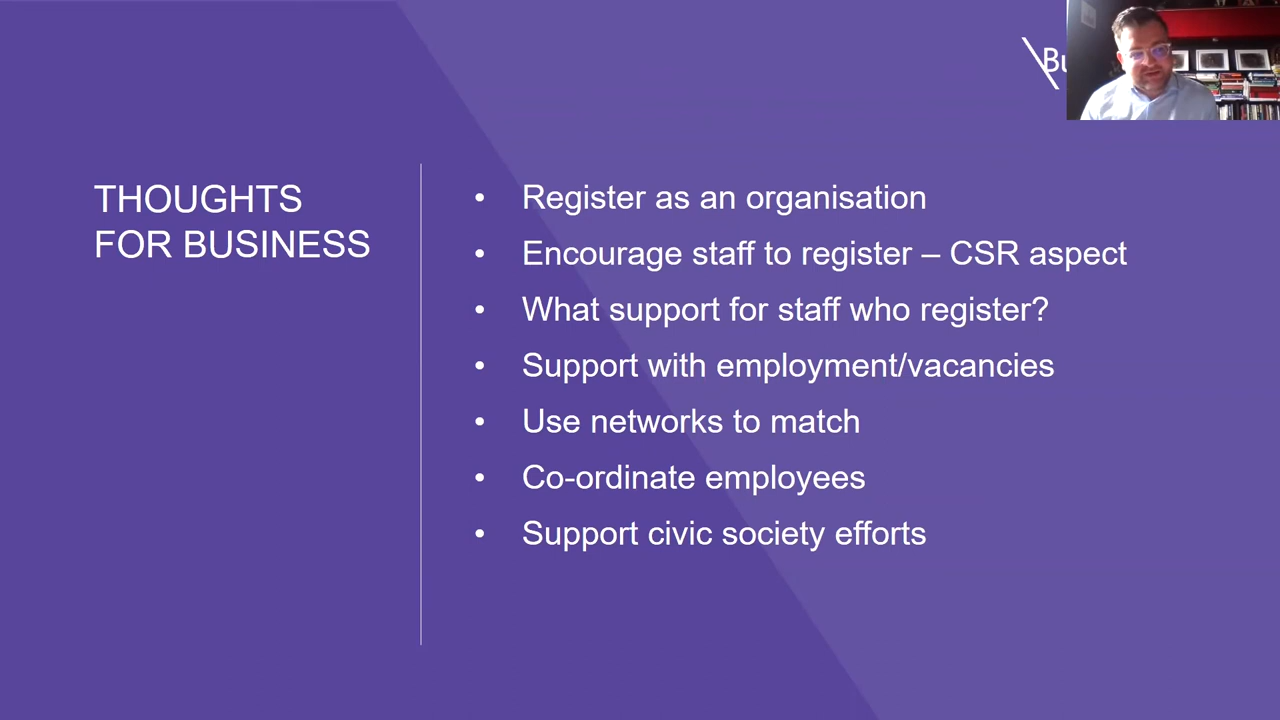 THOUGHTS
FOR BUSINESS
• Register as an organisation
• Encourage staff to register – CSR aspect
• What support for staff who register?
• Support with employment/vacancies
• Use networks to match
• Co-ordinate employees
• Support civic society efforts